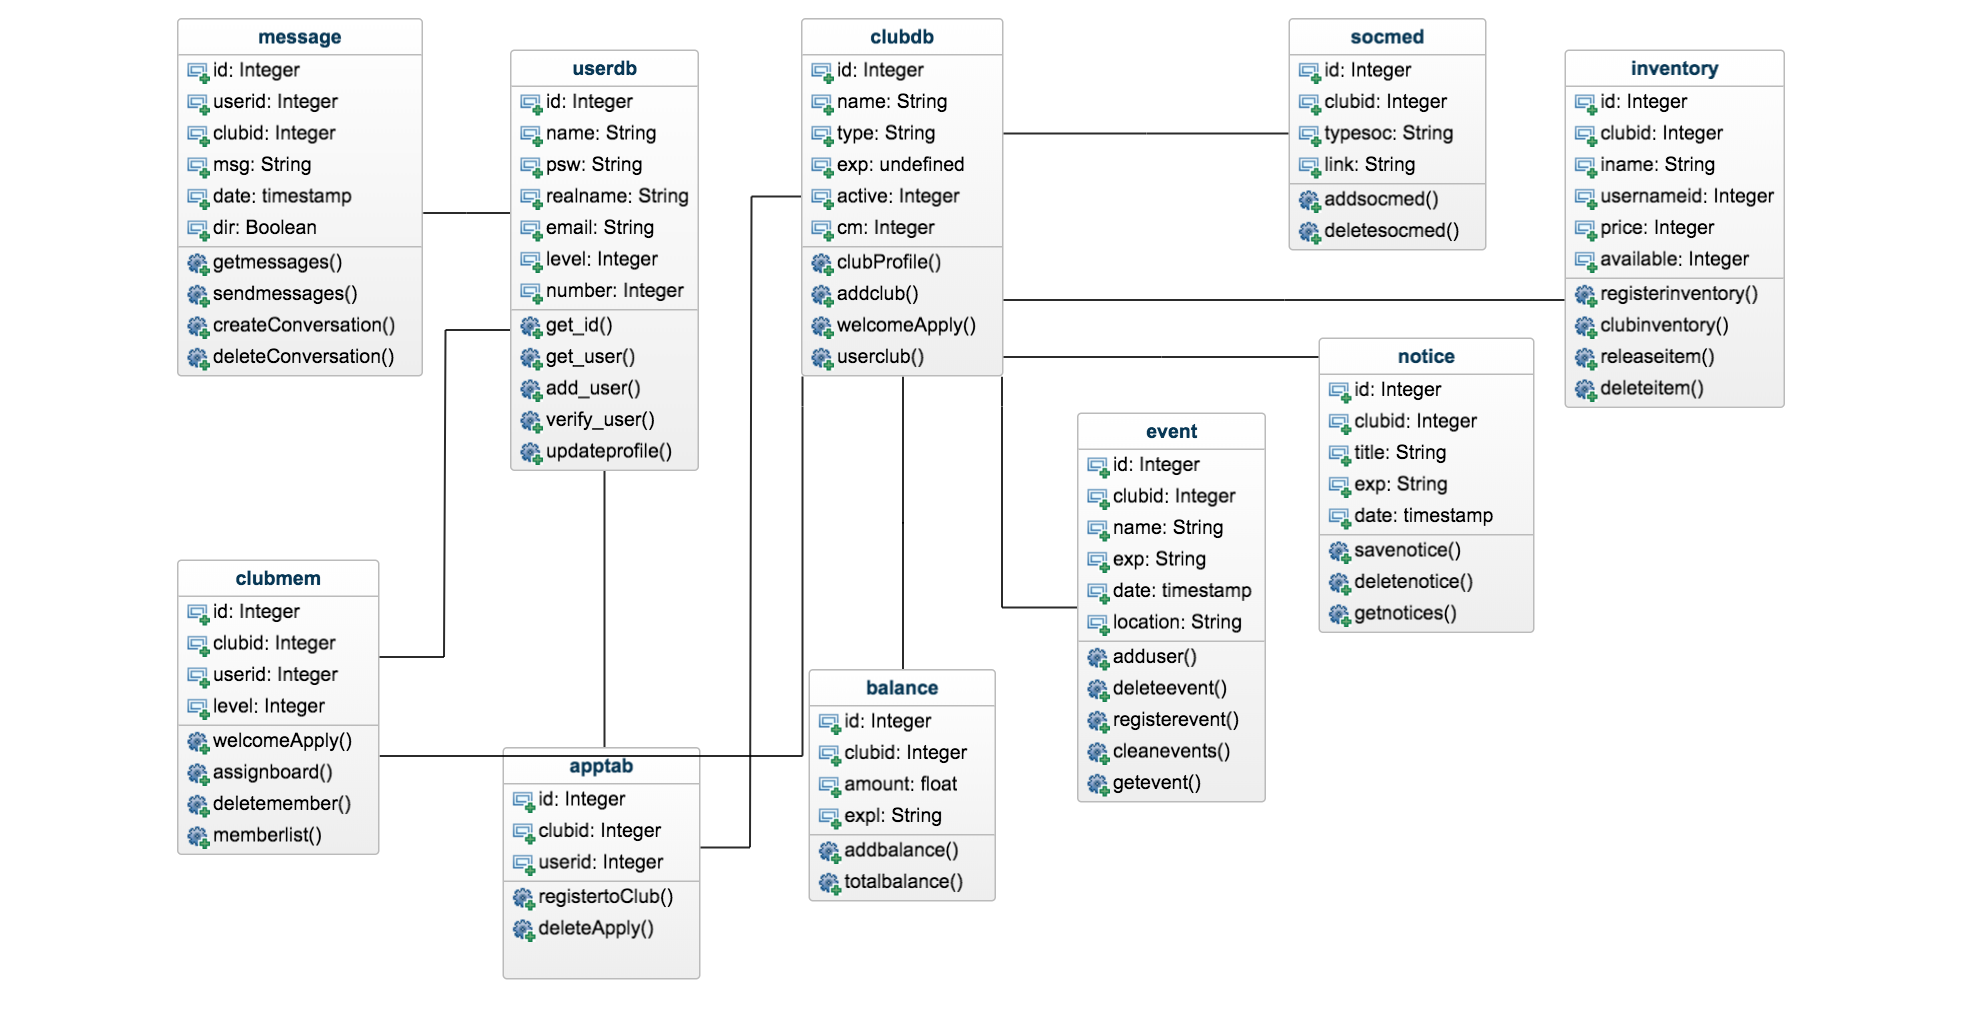 message
id: Integer
userid: Integer
clubid: Integer
msg: String
date: timestamp
dir: Boolean
getmessages()
sendmessages()
createConversation()
deleteConversation()
userdb
id: Integer
name: String
psw: String
realname: String
email: String
level: Integer
number: Integer
get_id()
get_user()
add_user()
verify_user()
updateprofile()
clubdb
id: Integer
name: String
type: String
exp: undefined
active: Integer
cm: Integer
clubProfile()
addclub()
welcomeApply()
userclub()
socmed
id: Integer
clubid: Integer
typesoc: String
link: String
addsocmed()
deletesocmed()
inventory
id: Integer
clubid: Integer
iname: String
usernameid: Integer
price: Integer
available: Integer
registerinventory()
clubinventory()
releaseitem()
deleteitem()
notice
id: Integer
clubid: Integer
title: String
exp: String
date: timestamp
savenotice()
deletenotice()
getnotices()
event
id: Integer
clubid: Integer
name: String
exp: String
date: timestamp
location: String
adduser()
deleteevent()
registerevent()
cleanevents()
getevent()
clubmem
id: Integer
clubid: Integer
userid: Integer
level: Integer
welcomeApply()
assignboard()
deletemember()
memberlist()
apptab
id: Integer
clubid: Integer
userid: Integer
registertoClub()
deleteApply()
balance
id: Integer
clubid: Integer
amount: float
expl: String
addbalance()
totalbalance()